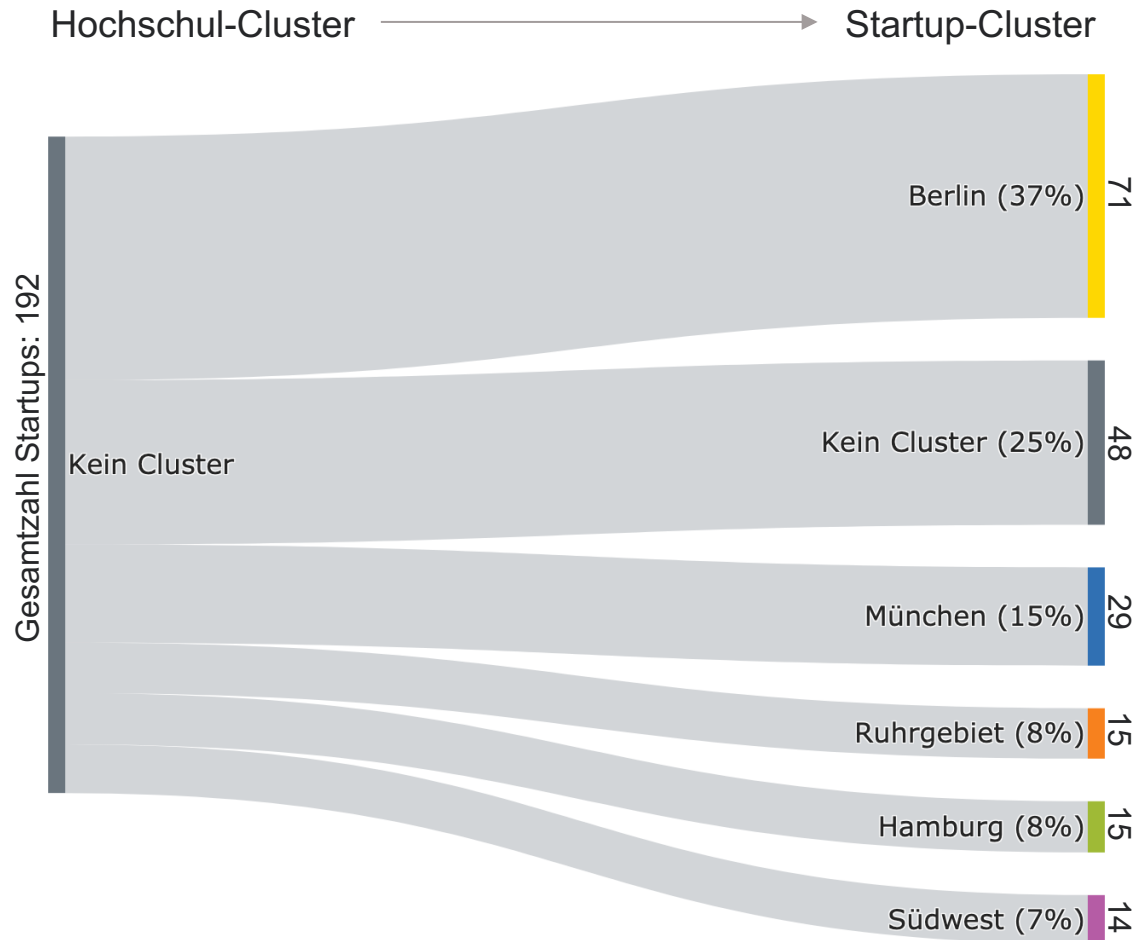 Hochschul-Cluster
Startup-Cluster
Gesamtzahl Startups: 192
Kein Cluster
Berlin (37%)
71
Kein Cluster (25%)
48
München (15%)
29
Ruhrgebiet (8%)
15
Hamburg (8%)
15
Südwest (7%)
14